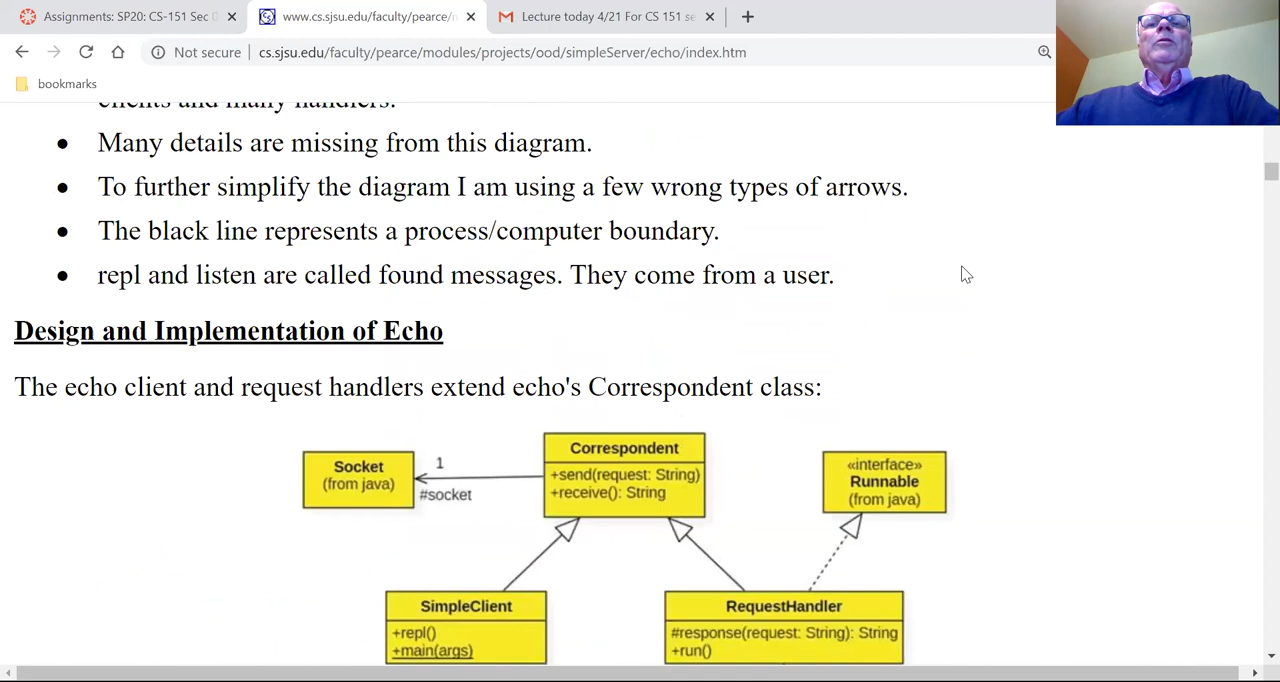 Assignments: SP20: CS-151 Sec
www.cs.sjsu.edu/faculty/pearce/
Lecture today 4/21 For CS 151 se
Not secure
cs.sjsu.edu/faculty/pearce/modules/projects/ood/simpleServer/echo/index.htm
bookmarks
clients and many handlers.
Many details are missing from this diagram.
To further simplify the diagram I am using a few wrong types of arrows.
The black line represents a process/computer boundary.
repl and listen are called found messages. They come from a user.
Design and Implementation of Echo
The echo client and request handlers extend echo's Correspondent class:
Socket
(from java)
1
#socket
Correspondent
+send(request: String)
+receive(): String
«interface»
Runnable
(from java)
SimpleClient
+repl()
+main(args)
RequestHandler
#response(request: String): String
+run()